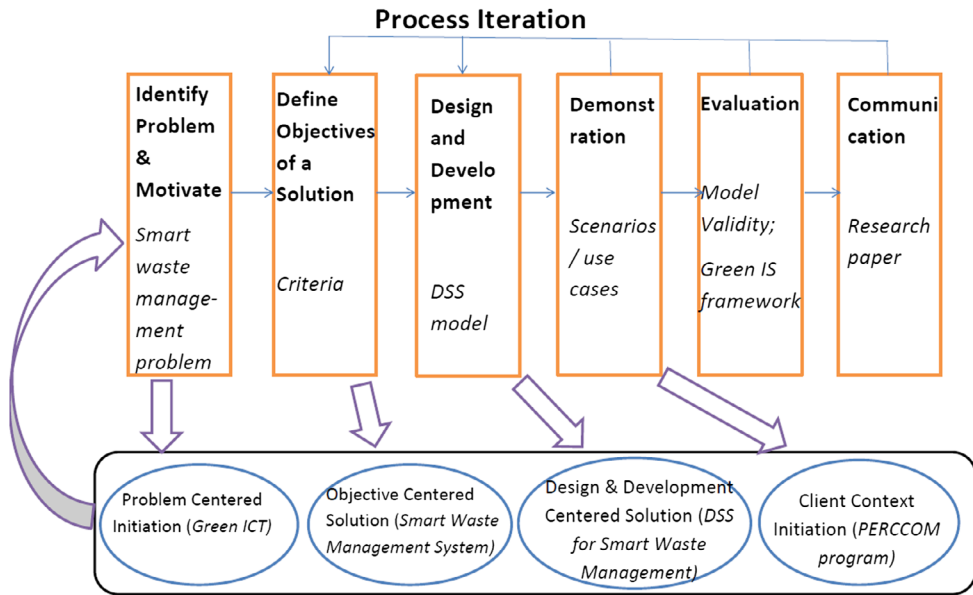 Process Iteration
Identify
Problem
&
Motivate
Smart
waste
manage-
ment
problem
Define
Objectives
of a
Solution
Criteria
Design
and
Develo
pment
DSS
model
Demonst
ration
Scenarios
/ use
cases
Evaluation
Model
Validity;
Green IS
framework
Communi
cation
Research
paper
Problem Centered
Initiation (Green ICT)
Objective Centered
Solution (Smart Waste
Management System)
Design & Development
Centered Solution (DSS
for Smart Waste
Management)
Client Context
Initiation (PERCCOM
program)